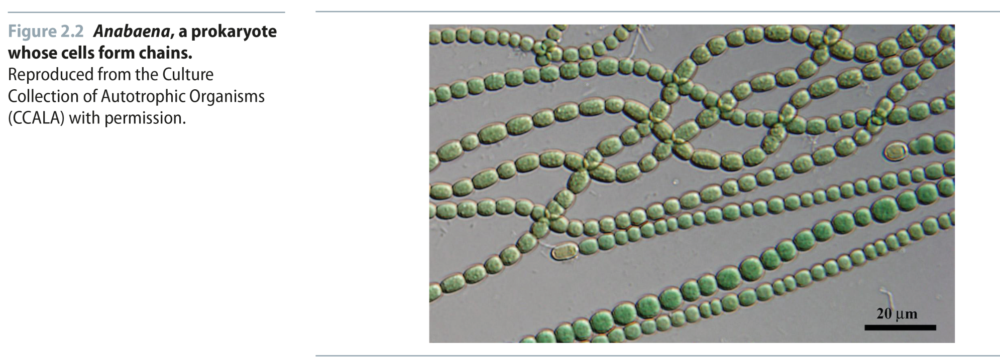 Figure 2.2 Anabaena, a prokaryote
whose cells form chains.
Reproduced from the Culture
Collection of Autotrophic Organisms
(CCALA) with permission.
20 μm